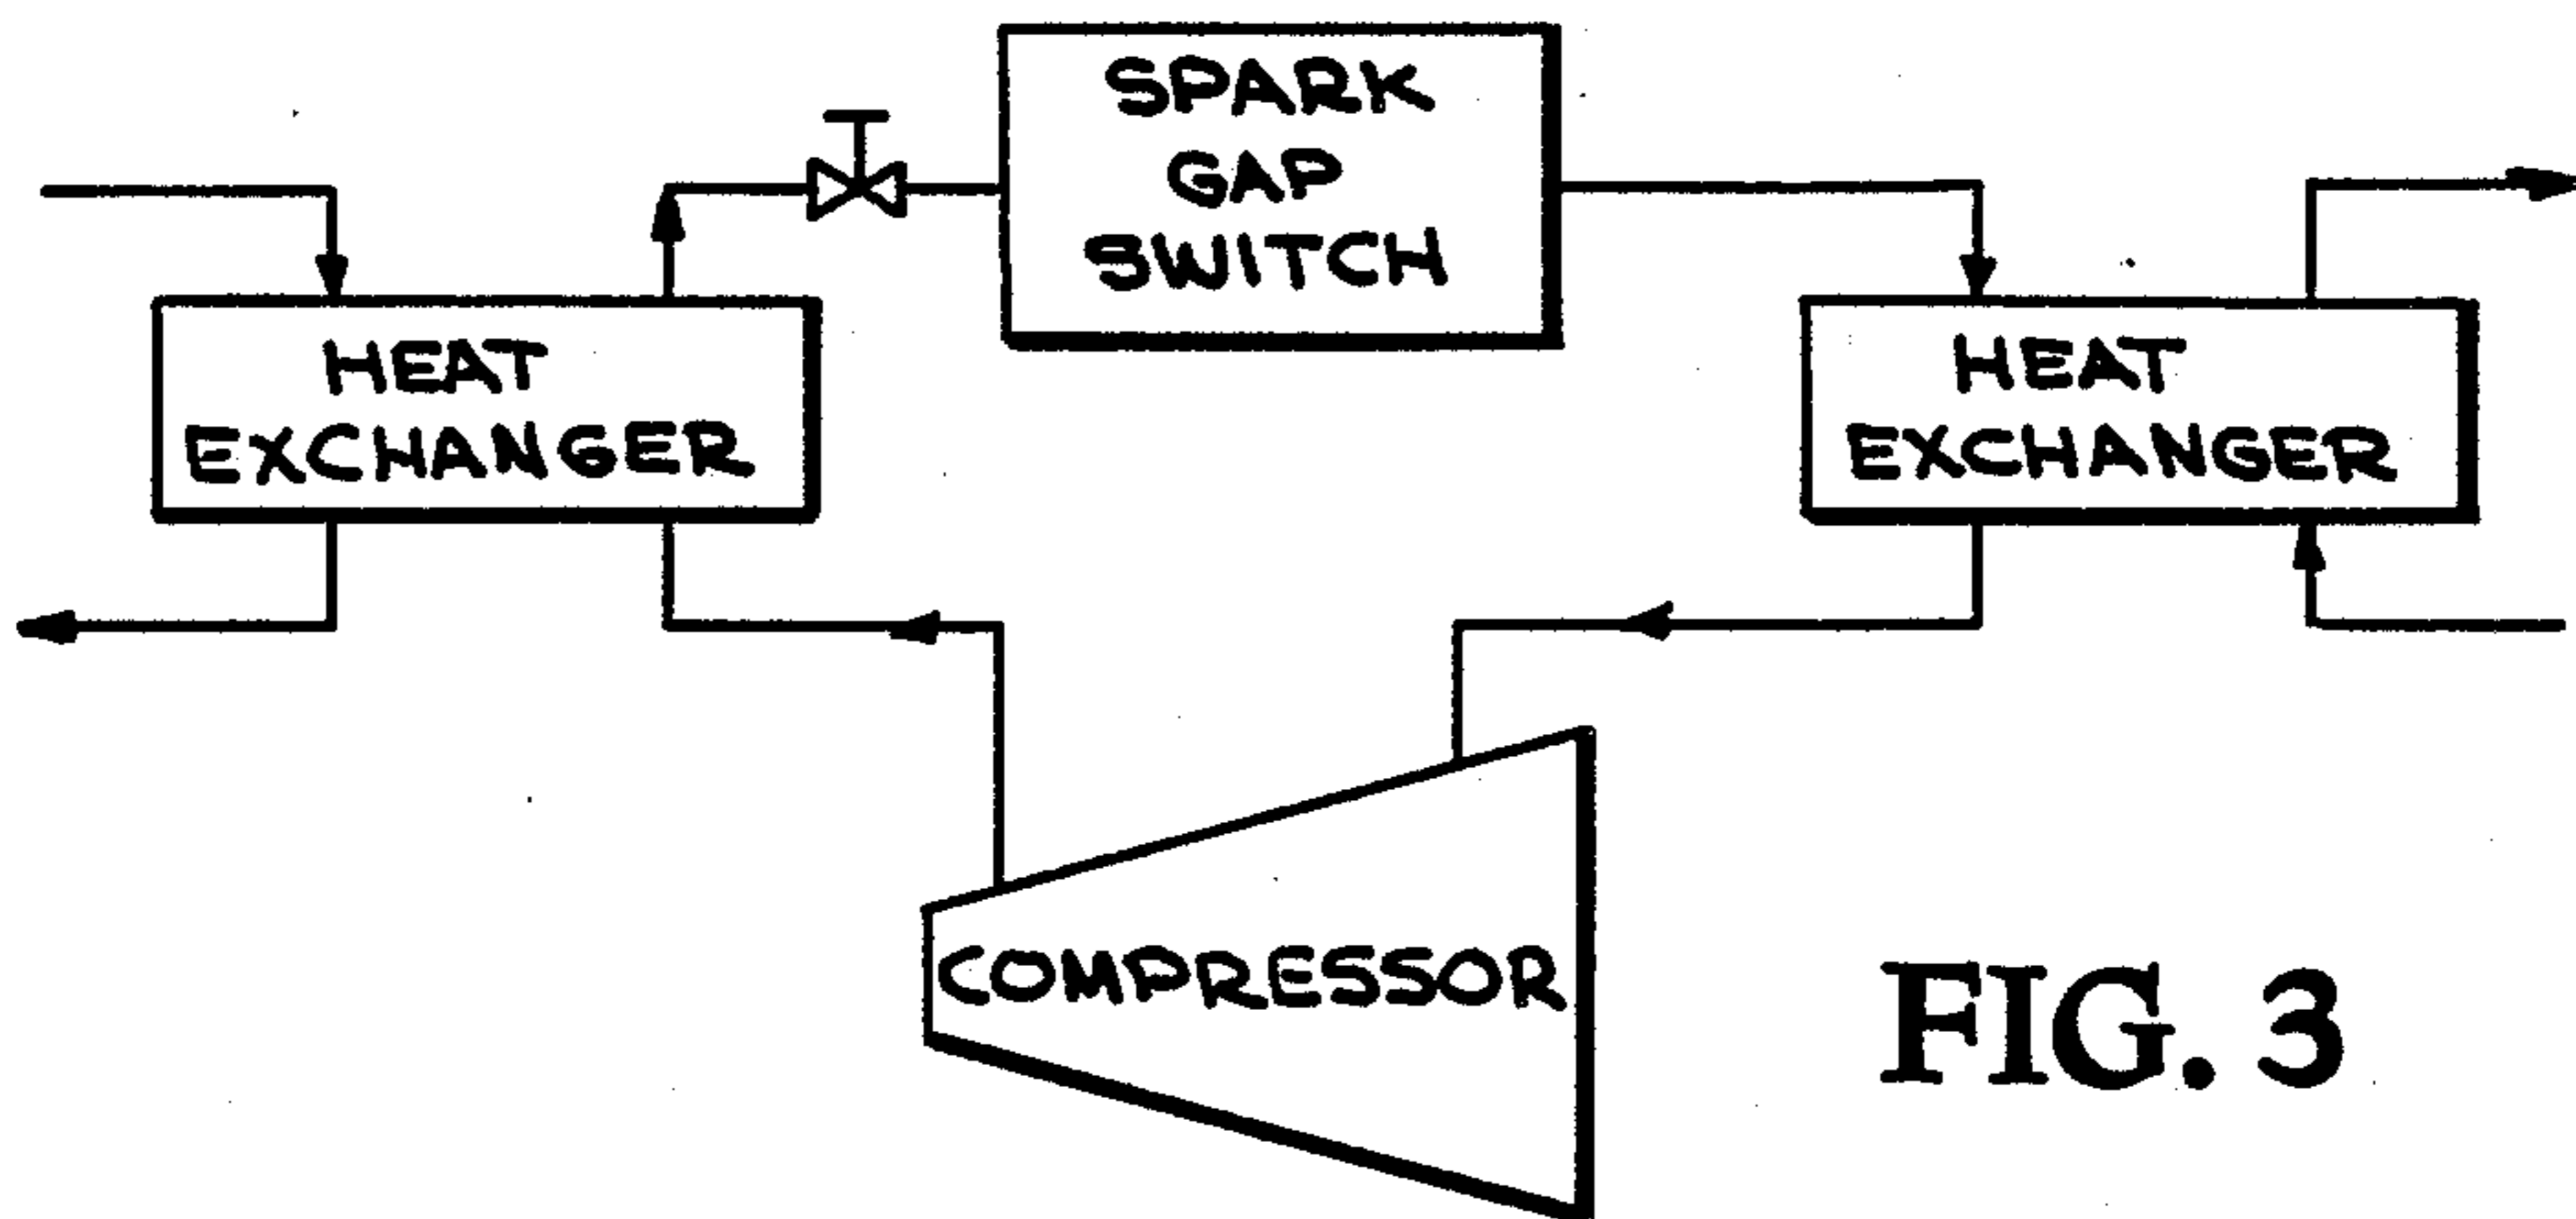 SPARK
GAP
SWITCH
HEAT
EXCHANGER
HEAT
EXCHANGER
COMPRESSOR
FIG. 3